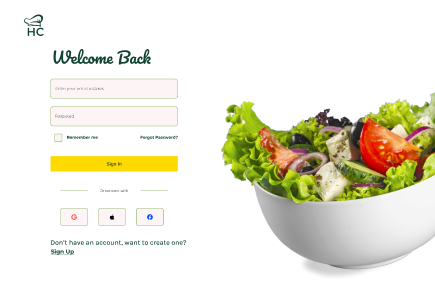 HC
Welcome Back
Enter your email address
Password
Remember me
Forgot Password?
Sign In
Or continue with
Don't have an account, want to create one?
Sign Up